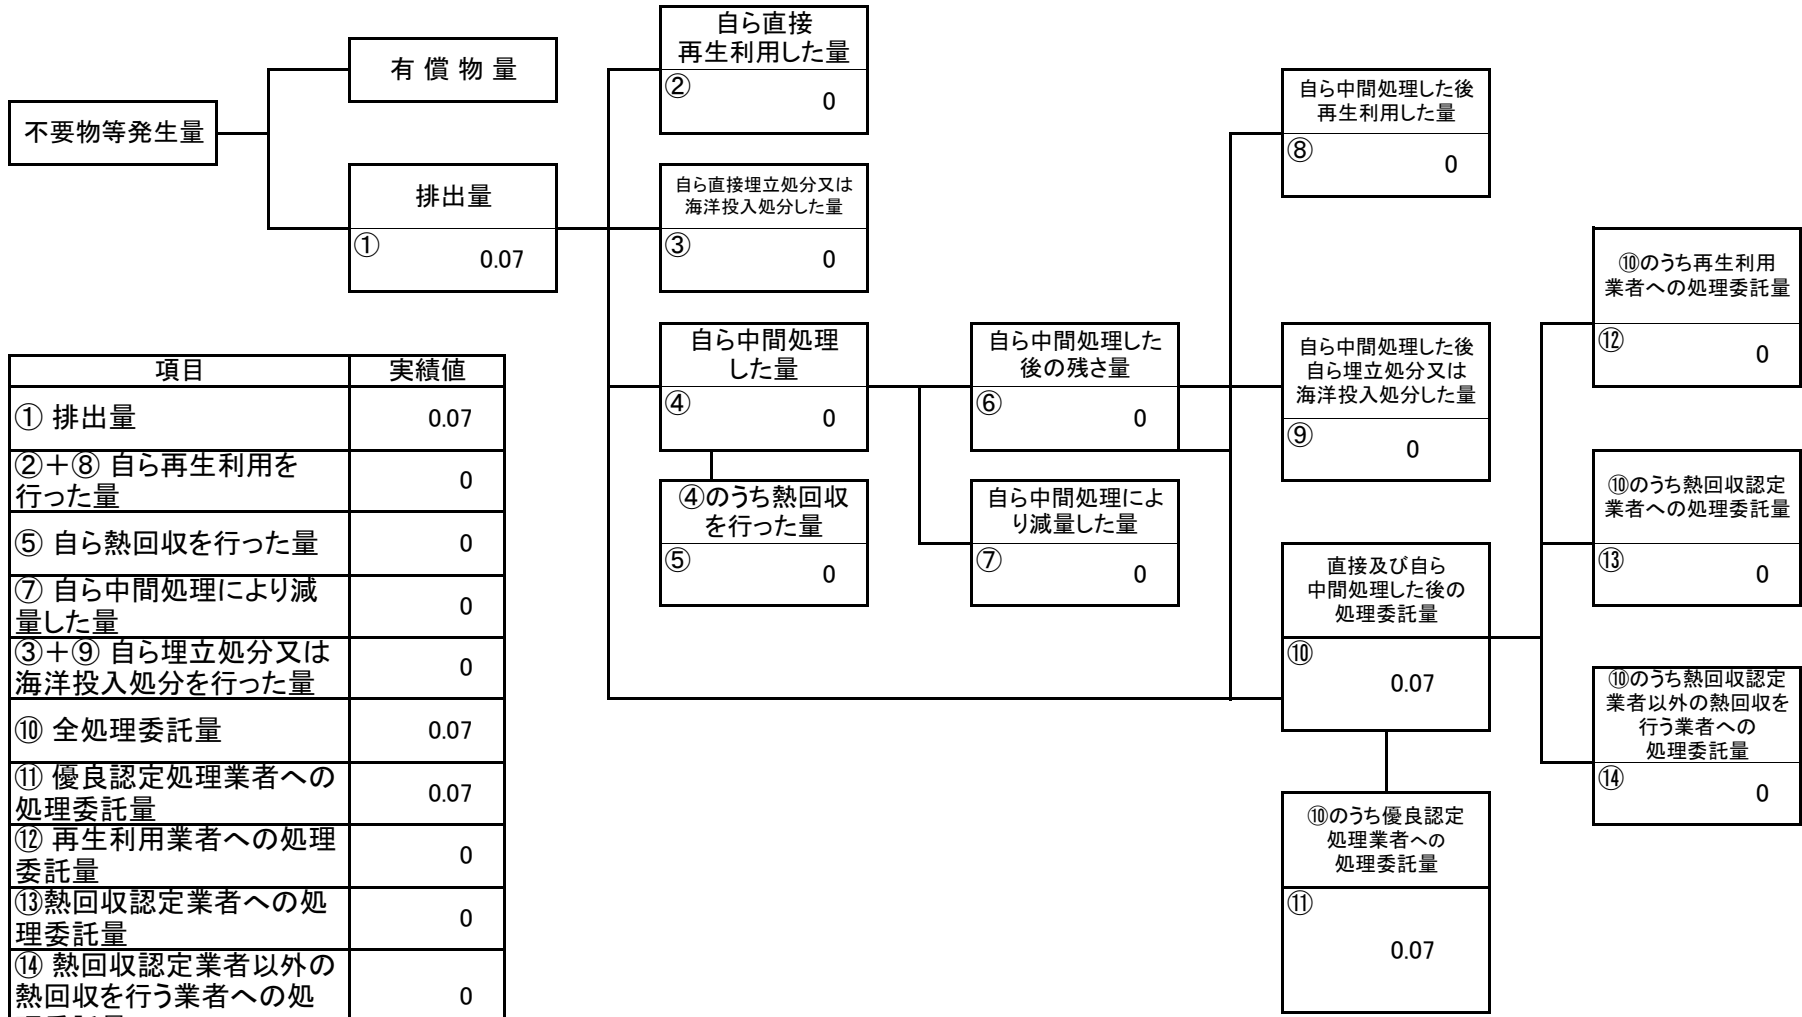 不要物等発生量
有 償 物 量
排出量
①
0.07
自ら直接
再生利用した量
②
0
自ら直接埋立処分又は
海洋投入処分した量
③
0
自ら中間処理
した量
④
0
④のうち熱回収
を行った量
⑤
0
自ら中間処理した
後の残さ量
⑥
0
自ら中間処理によ
り減量した量
⑦
0
自ら中間処理した後
再生利用した量
⑧
0
自ら中間処理した後
自ら埋立処分又は
海洋投入処分した量
⑨
0
直接及び自ら
中間処理した後の
処理委託量
⑩
0.07
⑩のうち優良認定
処理業者への
処理委託量
⑪
0.07
⑩のうち再生利用
業者への処理委託量
⑫
0
⑩のうち熱回収認定
業者への処理委託量
⑬
0
⑩のうち熱回収認定
業者以外の熱回収を
行う業者への
処理委託量
⑭
0
項目 実績値
① 排出量 0.07
②＋⑧ 自ら再生利用を
行った量 0
⑤ 自ら熱回収を行った量 0
⑦ 自ら中間処理により減
量した量 0
③＋⑨ 自ら埋立処分又は
海洋投入処分を行った量 0
⑩ 全処理委託量 0.07
⑪ 優良認定処理業者への
処理委託量 0.07
⑫ 再生利用業者への処理
委託量 0
⑬熱回収認定業者への処
理委託量 0
⑭ 熱回収認定業者以外の
熱回収を行う業者への処 0